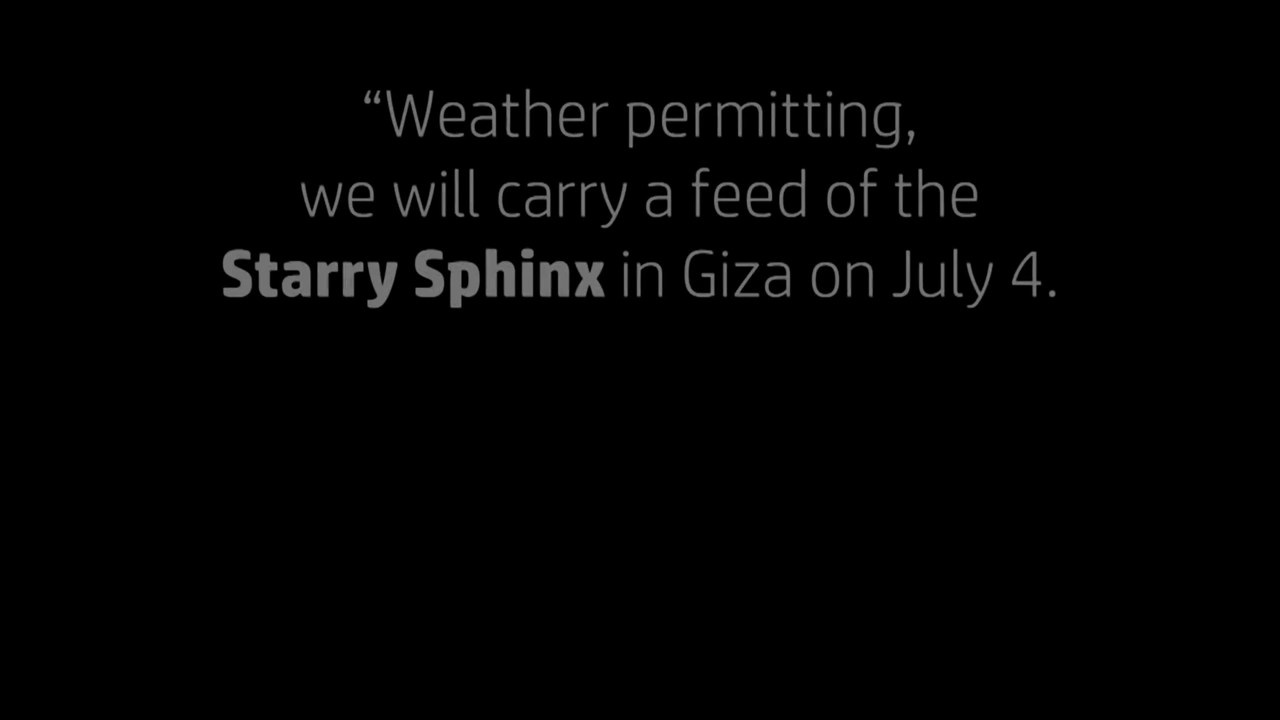 “Weather permitting,
we will carry a feed of the
Starry Sphinx in Giza on July 4.